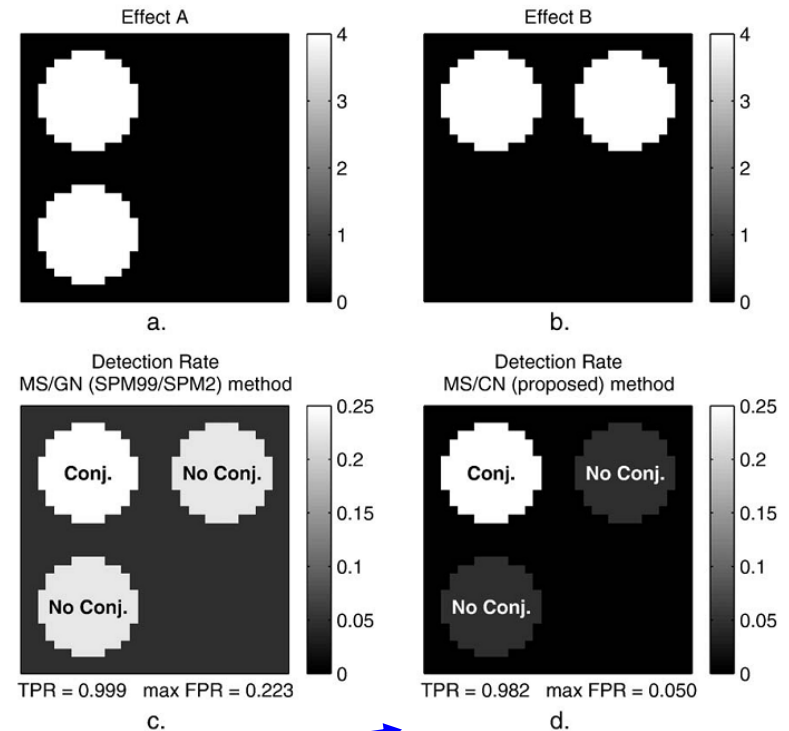 Effect A
4
3
2
1
0
a.
Effect B
4
3
2
1
0
b.
Detection Rate
MS/GN (SPM99/SPM2) method
Conj.
No Conj.
No Conj.
0.25
0.2
0.15
0.1
0.05
0
TPR = 0.999 max FPR = 0.223
c.
Detection Rate
MS/CN (proposed) method
Conj.
No Conj.
No Conj.
0.25
0.2
0.15
0.1
0.05
0
TPR = 0.982 max FPR = 0.050
d.